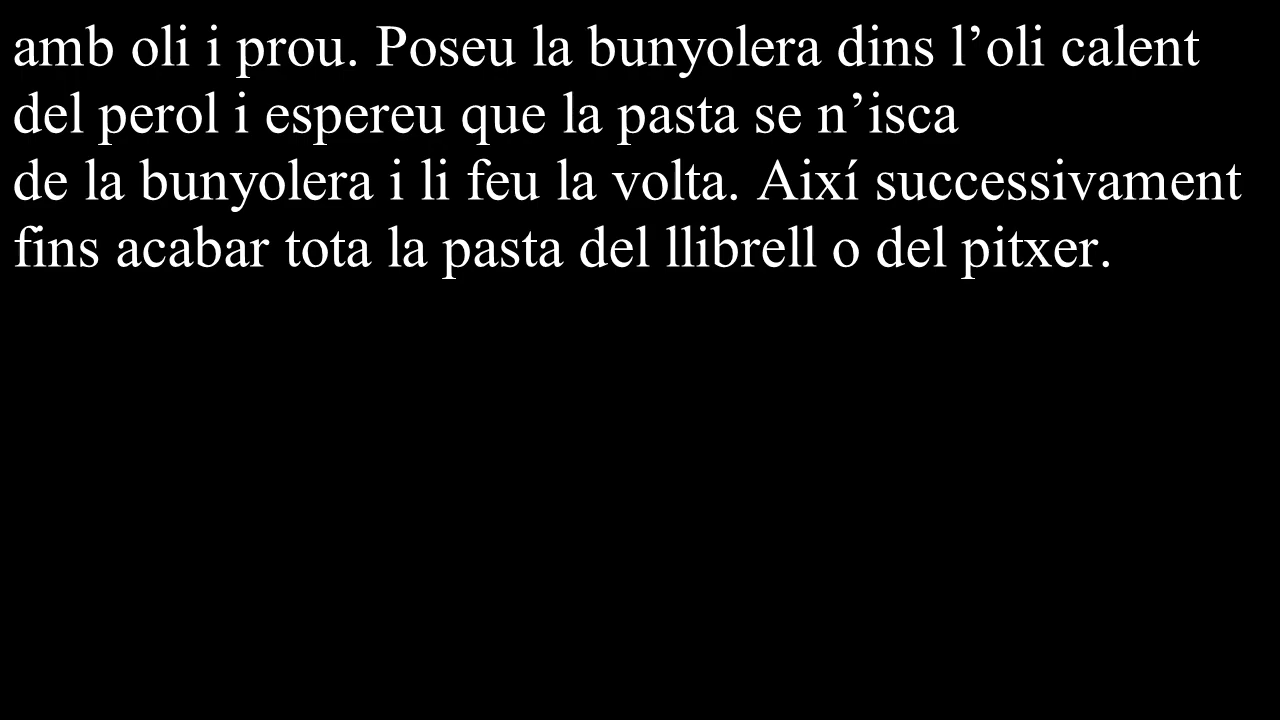 amb oli i prou. Poseu la bunyolera dins l’oli calent
del perol i espereu que la pasta se n’isca
de la bunyolera i li feu la volta. Així successivament
fins acabar tota la pasta del llibrell o del pitxer.